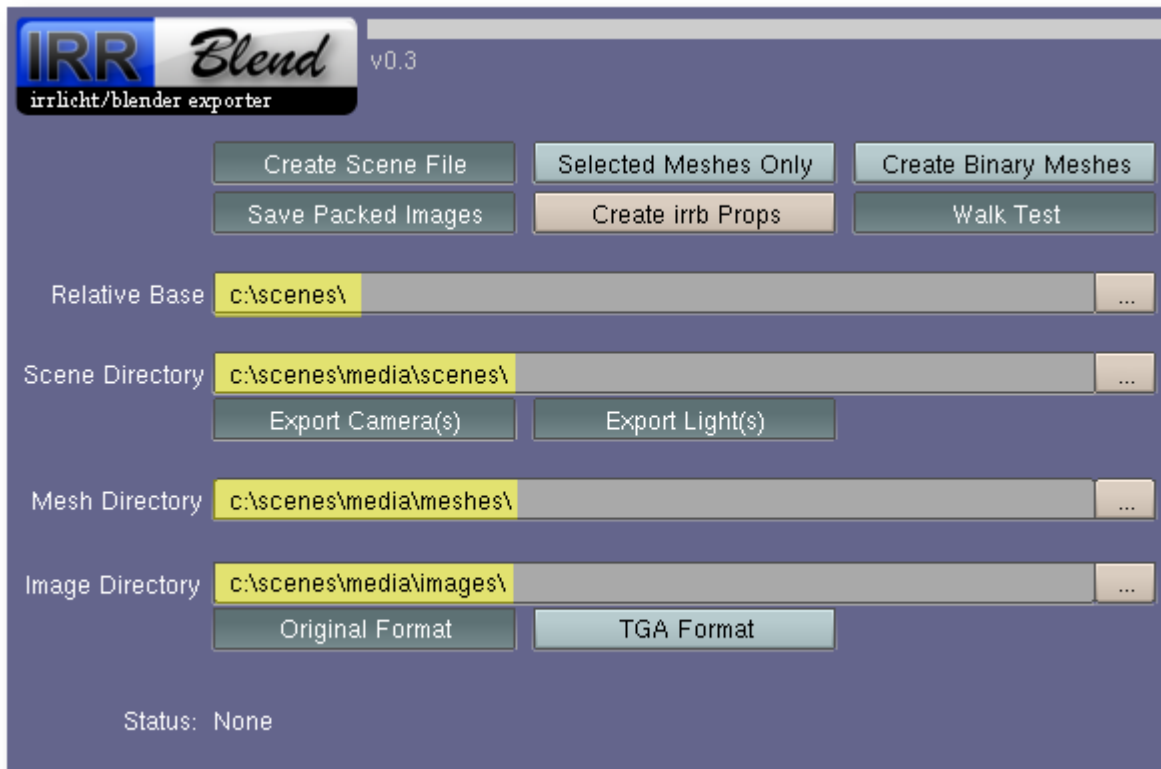 IRR Blend
irrlicht/blender exporter
v0.3
Create Scene File Selected Meshes Only Create Binary Meshes
Save Packed Images Create irrb Props Walk Test
Relative Base c:\scenes\ ...
Scene Directory c:\scenes\media\scenes\ ...
Export Camera(s) Export Light(s)
Mesh Directory c:\scenes\media\meshes\ ...
Image Directory c:\scenes\media\images\ ...
Original Format TGA Format
Status: None